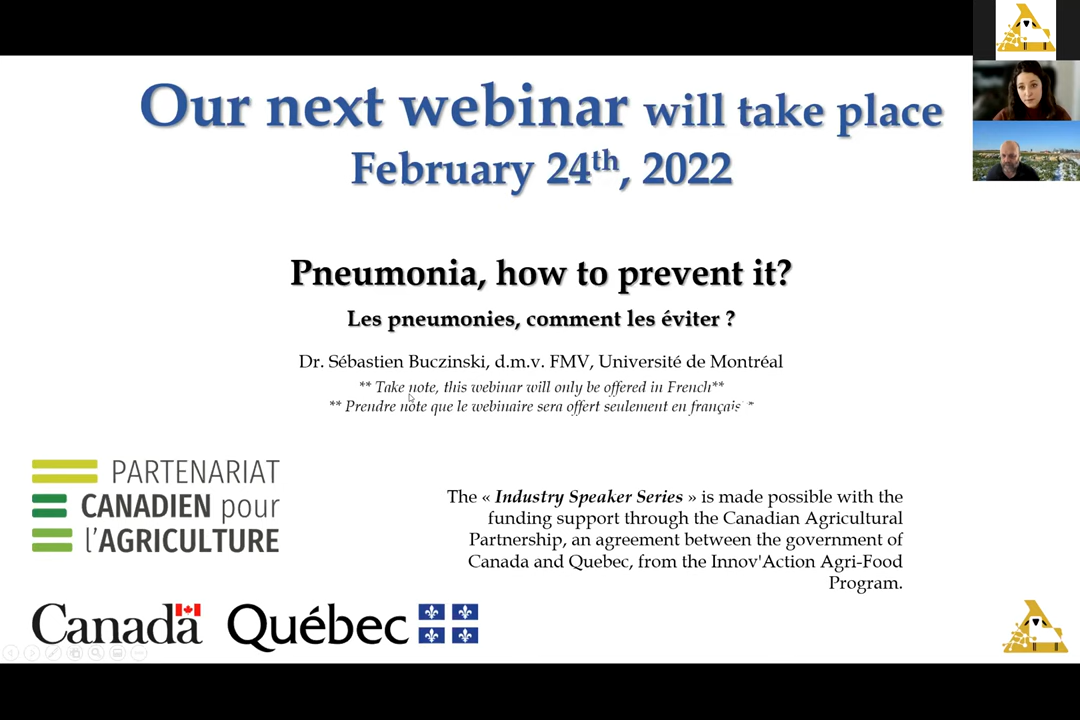 Our next webinar will take place
February 24th, 2022
Pneumonia, how to prevent it?
Les pneumonies, comment les éviter ?
Dr. Sébastien Buczinski, d.m.v. FMV, Université de Montréal
** Take note, this webinar will only be offered in French**
** Prendre note que le webinaire sera offert seulement en français**
PARTENARIAT
CANADIEN pour
l'AGRICULTURE
The « Industry Speaker Series » is made possible with the
funding support through the Canadian Agricultural
Partnership, an agreement between the government of
Canada and Quebec, from the Innov'Action Agri-Food
Program.
Canada
Québec